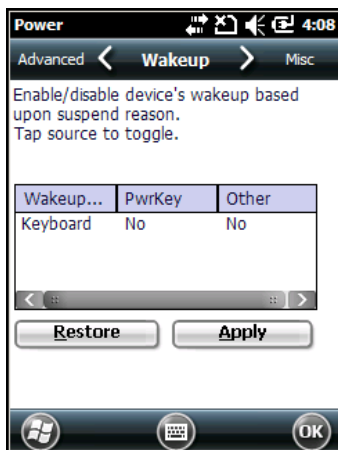 Power 4:08
Advanced Wakeup Misc
Enable/disable device's wakeup based
upon suspend reason.
Tap source to toggle.
Wakeup... PwrKey Other
Keyboard No No
Restore Apply
OK